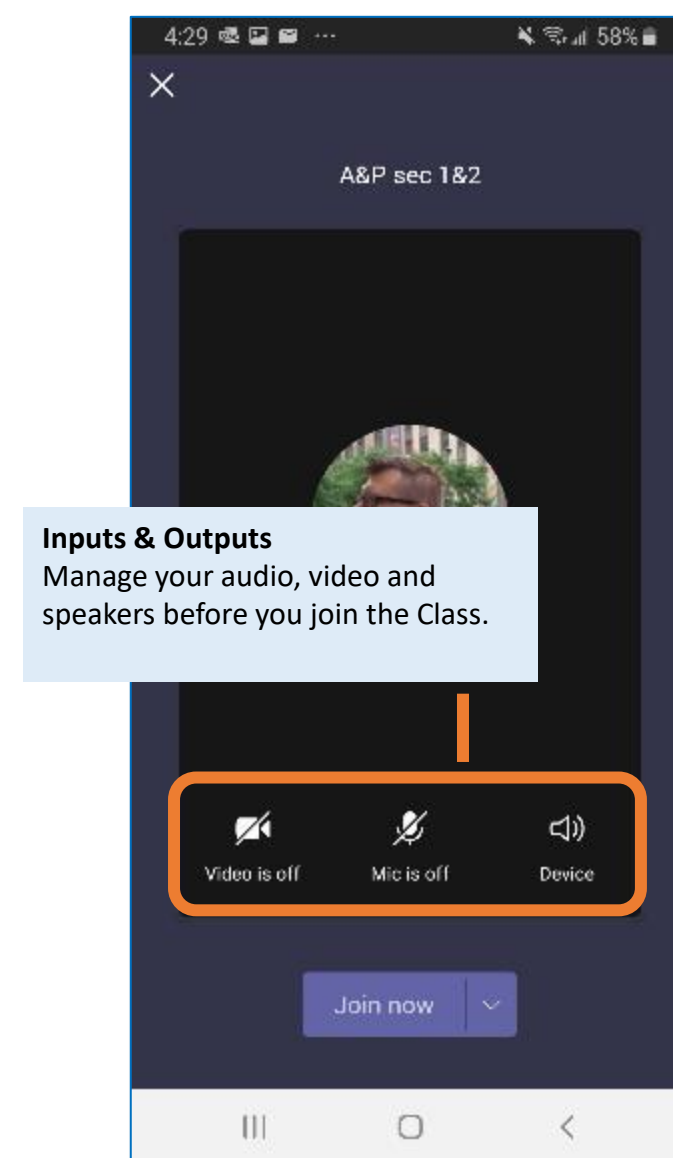 4:29 ... 58%
A&P sec 1&2
Inputs & Outputs
Manage your audio, video and
speakers before you join the Class.
Video is off Mic is off Device
Join now